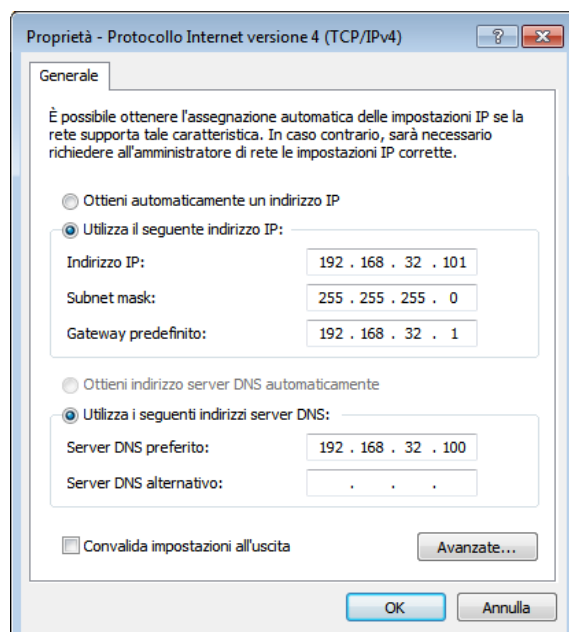 Proprietà - Protocollo Internet versione 4 (TCP/IPv4)
Generale
È possibile ottenere l'assegnazione automatica delle impostazioni IP se la
rete supporta tale caratteristica. In caso contrario, sarà necessario
richiedere all'amministratore di rete le impostazioni IP corrette.
Ottieni automaticamente un indirizzo IP
Utilizza il seguente indirizzo IP:
Indirizzo IP: 192 . 168 . 32 . 101
Subnet mask: 255 . 255 . 255 . 0
Gateway predefinito: 192 . 168 . 32 . 1
Ottieni indirizzo server DNS automaticamente
Utilizza i seguenti indirizzi server DNS:
Server DNS preferito: 192 . 168 . 32 . 100
Server DNS alternativo: . . .
Convalida impostazioni all'uscita Avanzate...
OK Annulla